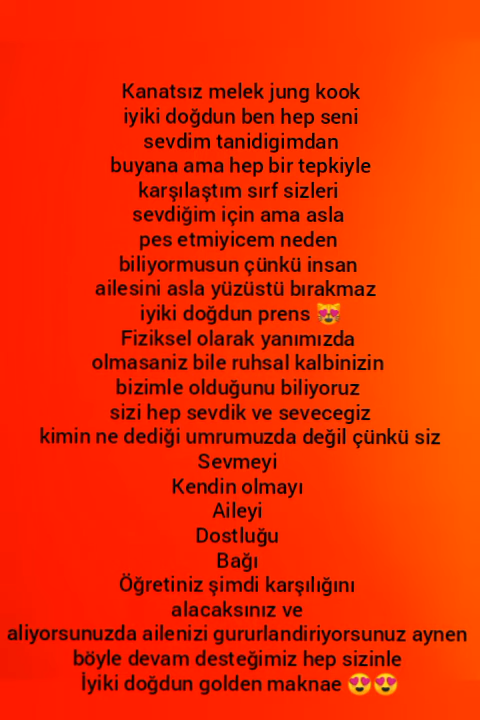 Kanatsız melek jung kook
iyiki doğdun ben hep seni
sevdim tanidigimdan
buyana ama hep bir tepkiyle
karşılaştım sırf sizleri
sevdiğim için ama asla
pes etmiyicem neden
biliyormusun çünkü insan
ailesini asla yüzüstü bırakmaz
iyiki doğdun prens 😻
Fiziksel olarak yanımızda
olmasaniz bile ruhsal kalbinizin
bizimle olduğunu biliyoruz
sizi hep sevdik ve sevecegiz
kimin ne dediği umrumuzda değil çünkü siz
Sevmeyi
Kendin olmayı
Aileyi
Dostluğu
Bağı
Öğretiniz şimdi karşılığını
alacaksınız ve
aliyorsunuzda ailenizi gururlandiriyorsunuz aynen
böyle devam desteğimiz hep sizinle
İyiki doğdun golden maknae 😍😍